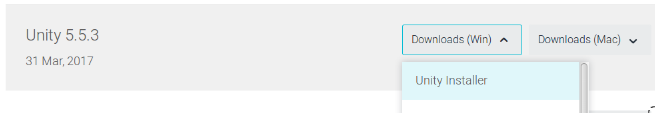 Unity 5.5.3
31 Mar, 2017
Downloads (Win)
Downloads (Mac)
Unity Installer